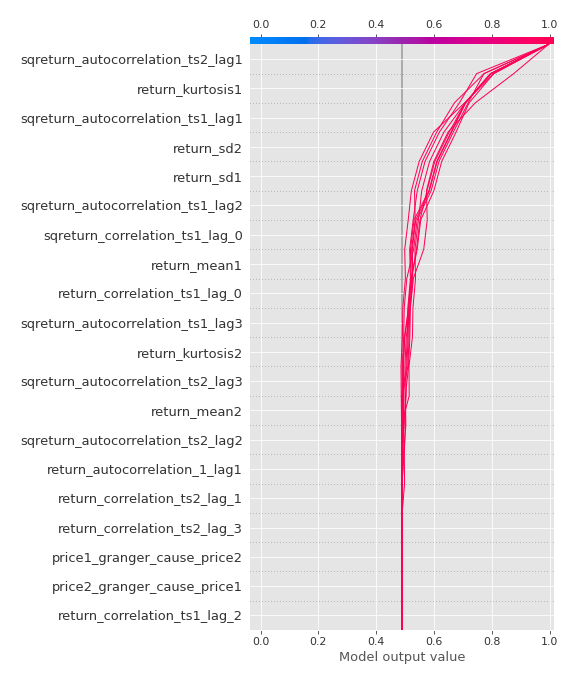 0.0 0.2 0.4 0.6 0.8 1.0
sqreturn_autocorrelation_ts2_lag1
return_kurtosis1
sqreturn_autocorrelation_ts1_lag1
return_sd2
return_sd1
sqreturn_autocorrelation_ts1_lag2
sqreturn_correlation_ts1_lag_0
return_mean1
return_correlation_ts1_lag_0
sqreturn_autocorrelation_ts1_lag3
return_kurtosis2
sqreturn_autocorrelation_ts2_lag3
return_mean2
sqreturn_autocorrelation_ts2_lag2
return_autocorrelation_1_lag1
return_correlation_ts2_lag_1
return_correlation_ts2_lag_3
price1_granger_cause_price2
price2_granger_cause_price1
return_correlation_ts1_lag_2
0.0 0.2 0.4 0.6 0.8 1.0
Model output value